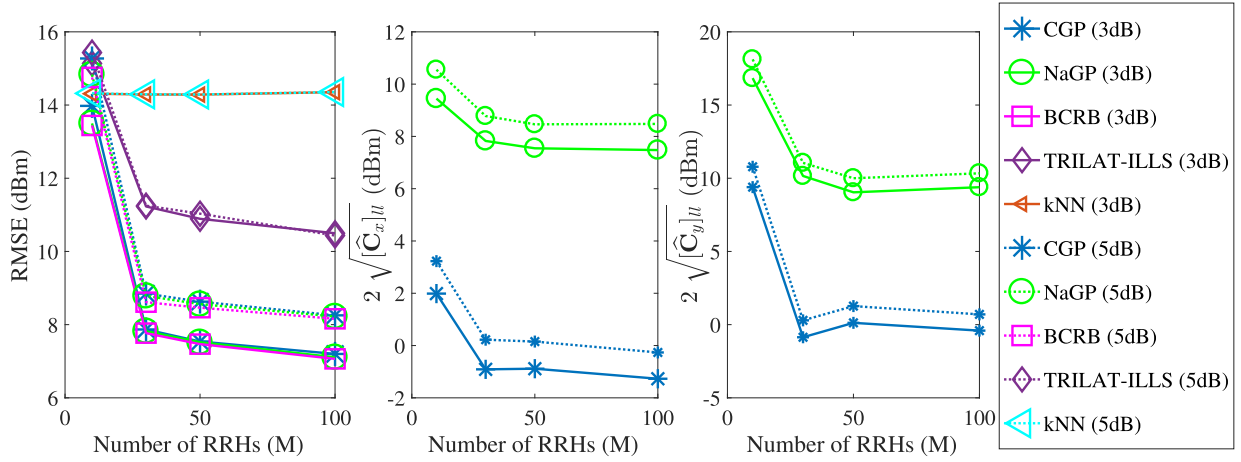 RMSE (dBm)
16
14
12
10
8
6
0
50
100
Number of RRHs (M)
2 √[Ĉx]ll (dBm)
12
10
8
6
4
2
0
-2
0
50
100
Number of RRHs (M)
2 √[Ĉy]ll (dBm)
20
15
10
5
0
-5
0
50
100
Number of RRHs (M)
CGP (3dB)
NaGP (3dB)
BCRB (3dB)
TRILAT-ILLS (3dB)
kNN (3dB)
CGP (5dB)
NaGP (5dB)
BCRB (5dB)
TRILAT-ILLS (5dB)
kNN (5dB)